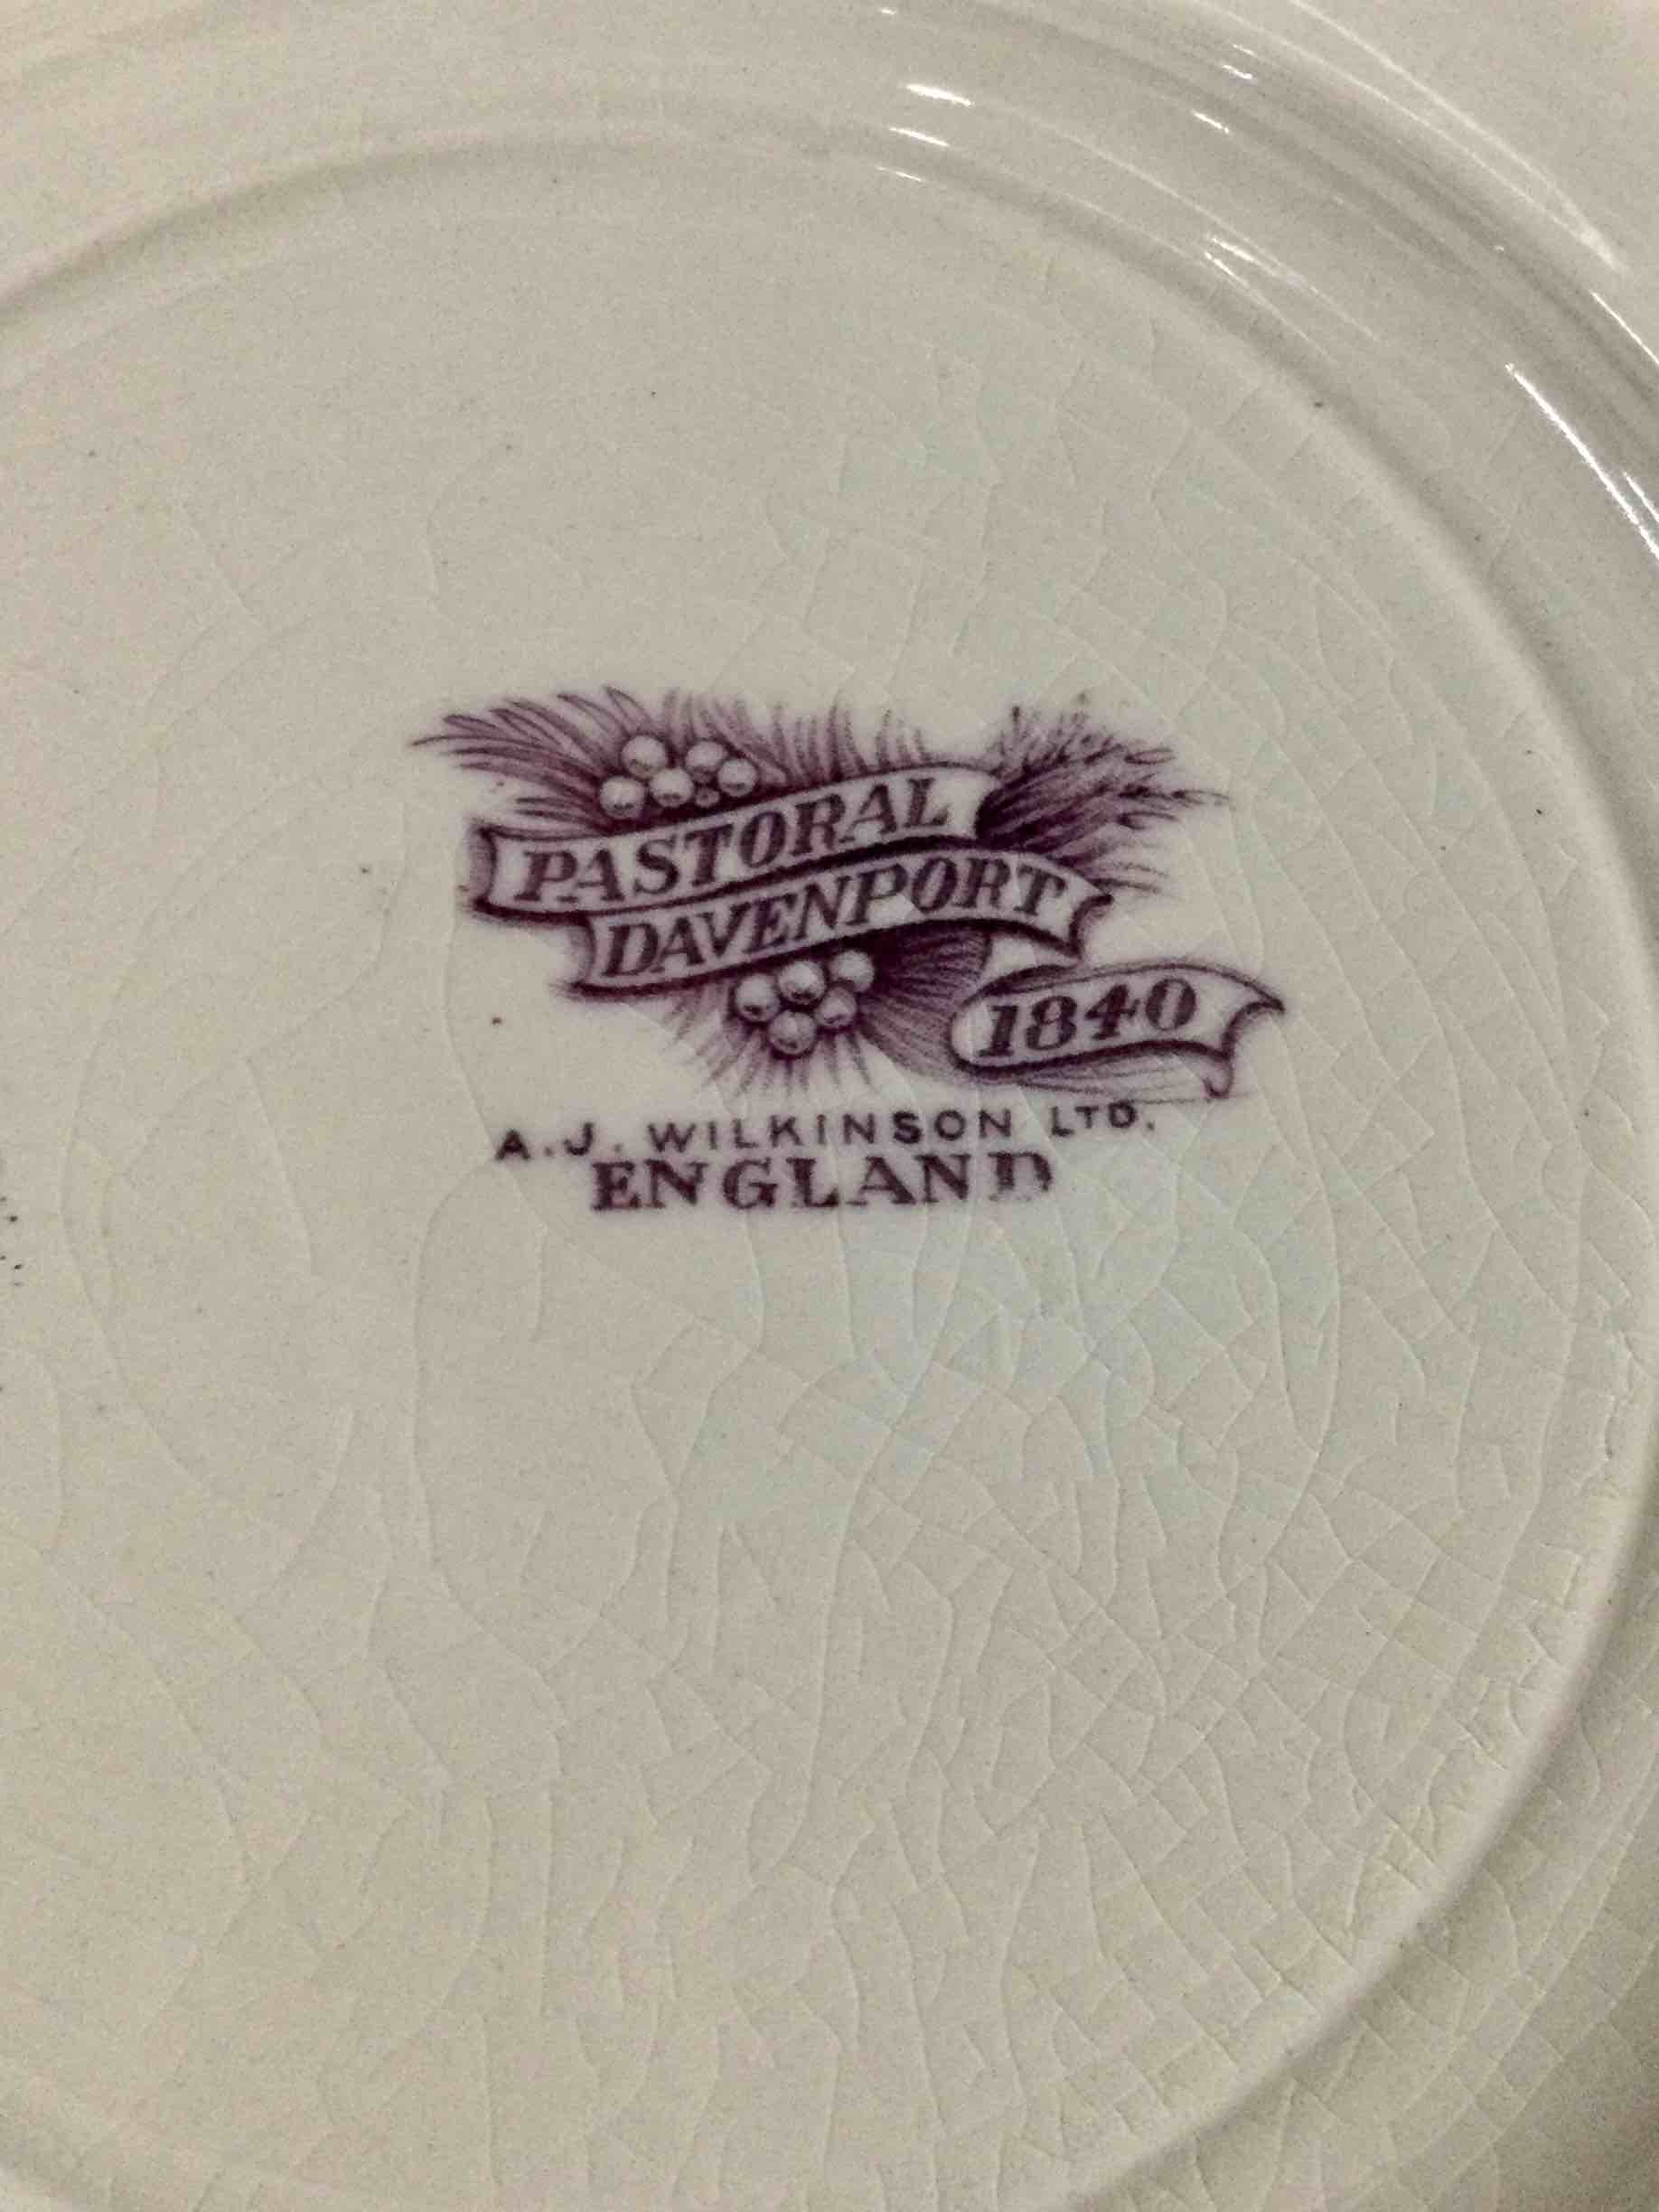 PASTORAL
DAVENPORT
1840
A.J. WILKINSON LTD.
ENGLAND